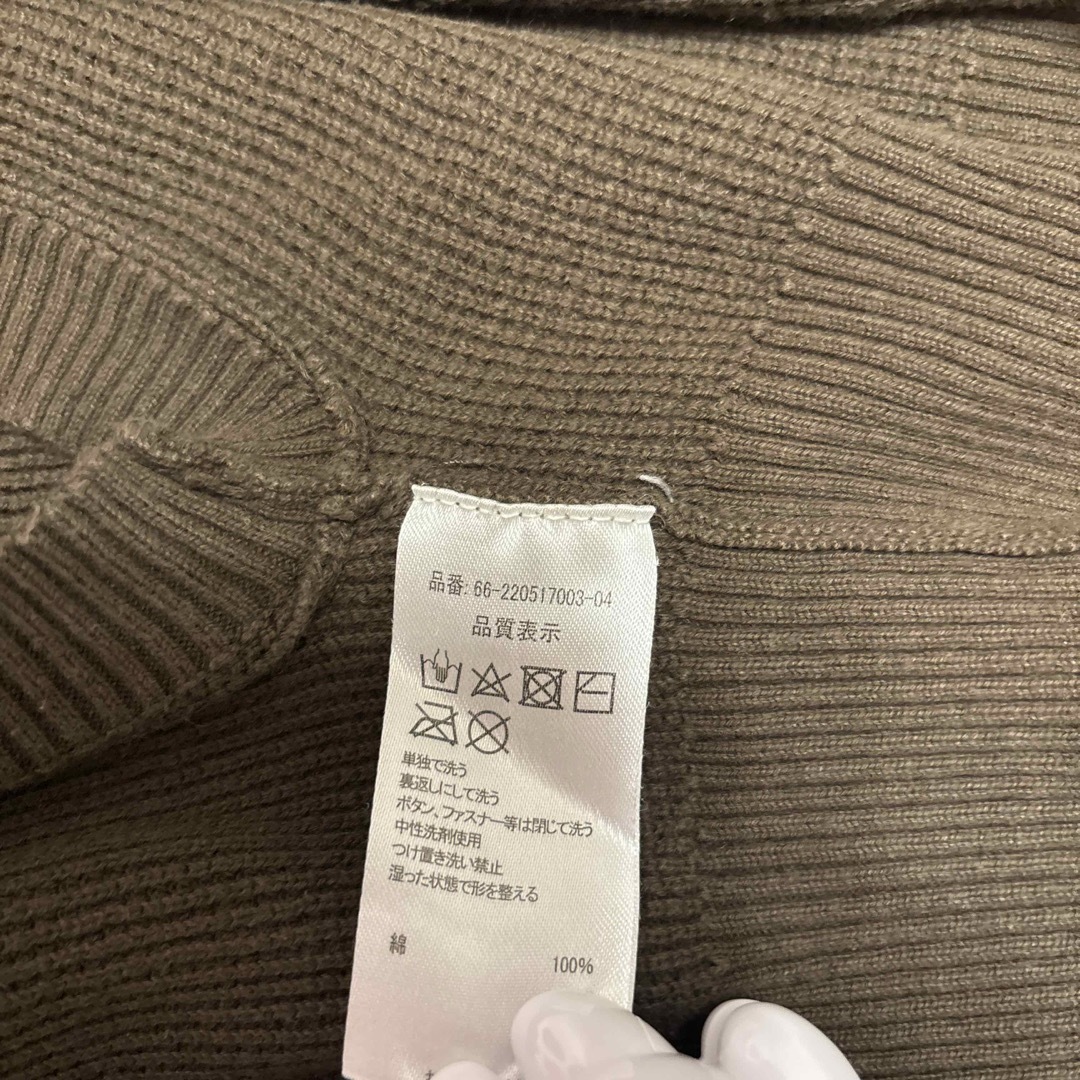 品番: 66-220517003-04
品質表示
単独で洗う
裏返しにして洗う
ボタン、ファスナー等は閉じて洗う
中性洗剤使用
つけ置き洗い禁止
湿った状態で形を整える
綿 100%